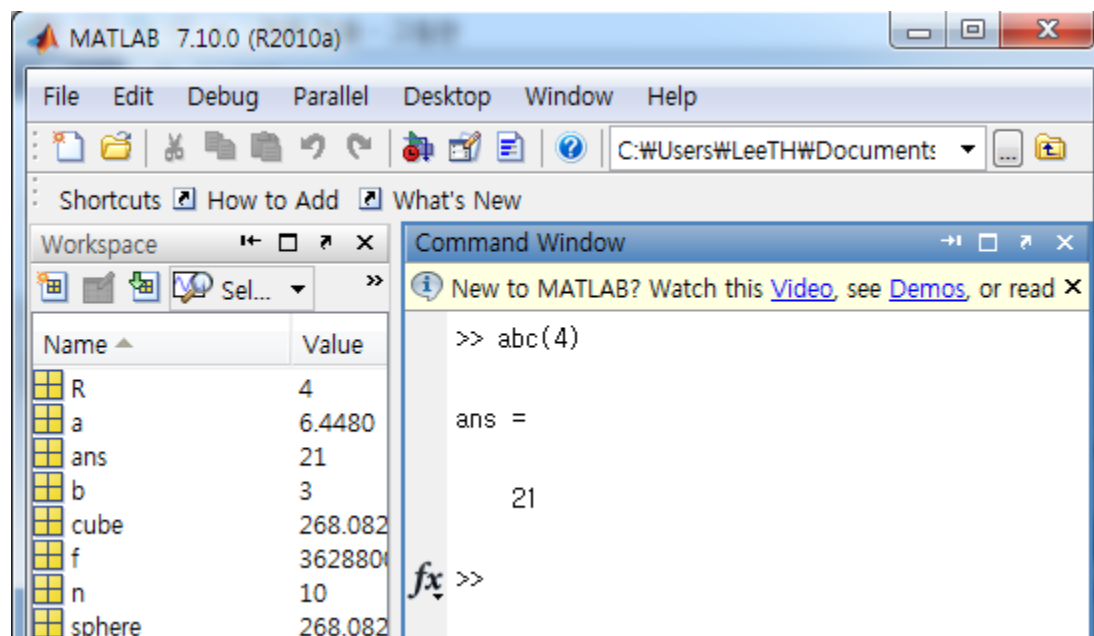 MATLAB 7.10.0 (R2010a)
File Edit Debug Parallel Desktop Window Help
C:₩Users₩LeeTH₩Documents
Shortcuts How to Add What's New
Workspace
Sel...
Name Value
R 4
a 6.4480
ans 21
b 3
cube 268.082
f 3628800
n 10
sphere 268.082
Command Window
New to MATLAB? Watch this Video, see Demos, or read
>> abc(4)
ans =
21
fx >>